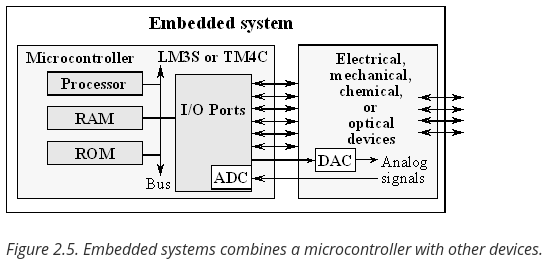 Embedded system
Microcontroller
LM3S or TM4C
Processor
RAM
ROM
Bus
I/O Ports
ADC
Electrical,
mechanical,
chemical,
or
optical
devices
DAC
Analog
signals
Figure 2.5. Embedded systems combines a microcontroller with other devices.